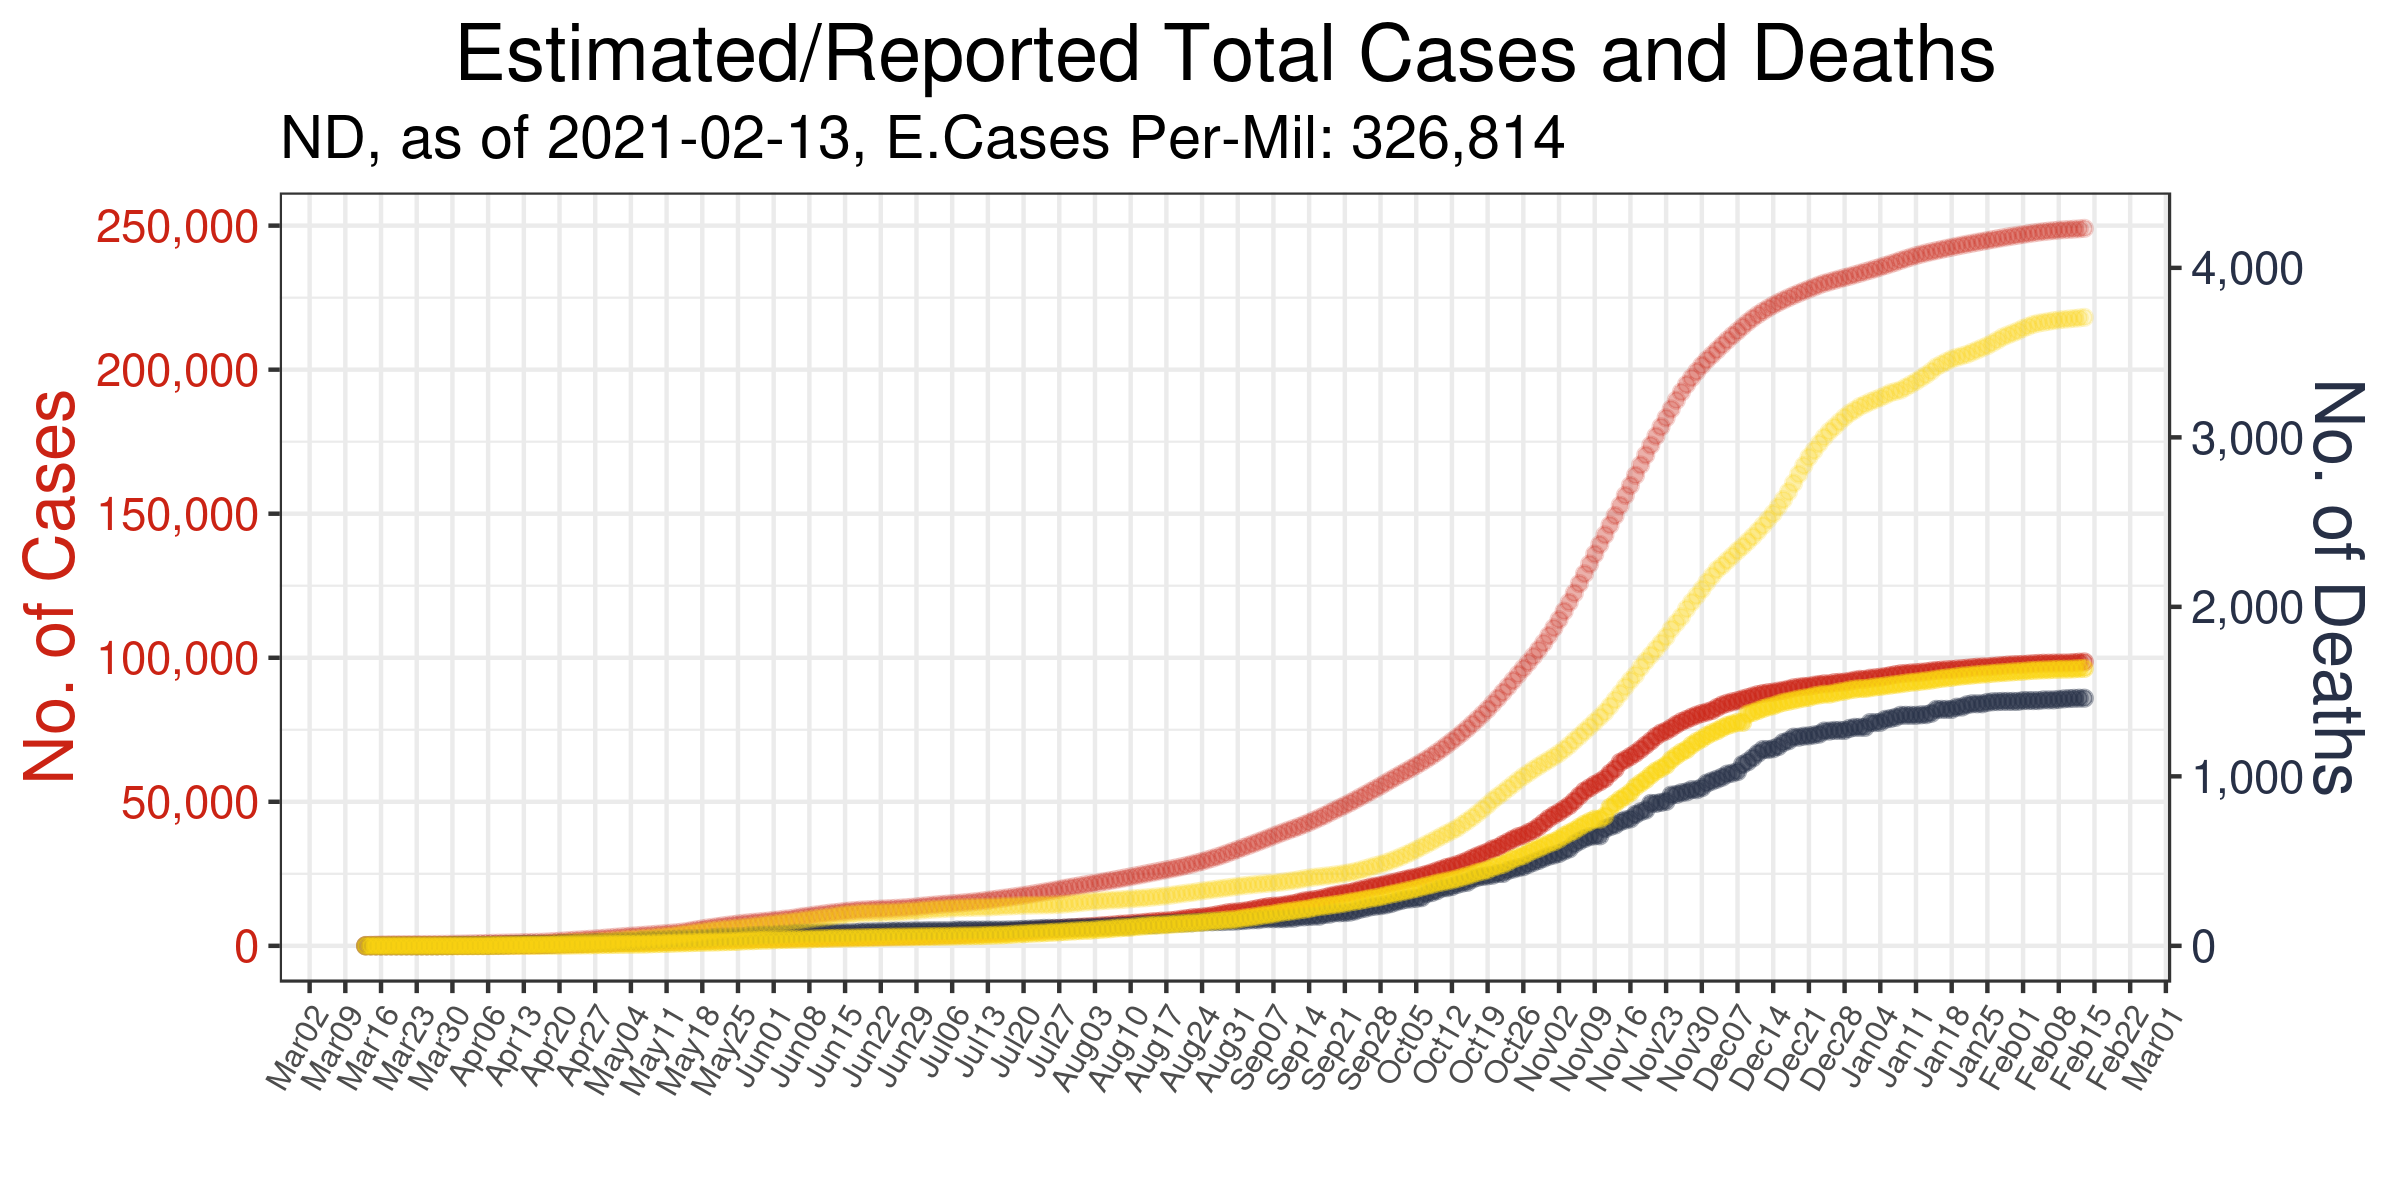 Estimated/Reported Total Cases and Deaths
ND, as of 2021-02-13, E.Cases Per-Mil: 326,814
No. of Cases
250,000
200,000
150,000
100,000
50,000
0
4,000
3,000
2,000
1,000
0
No. of Deaths
Mar02
Mar09
Mar16
Mar23
Mar30
Apr06
Apr13
Apr20
Apr27
May04
May11
May18
May25
Jun01
Jun08
Jun15
Jun22
Jun29
Jul06
Jul13
Jul20
Jul27
Aug03
Aug10
Aug17
Aug24
Aug31
Sep07
Sep14
Sep21
Sep28
Oct05
Oct12
Oct19
Oct26
Nov02
Nov09
Nov16
Nov23
Nov30
Dec07
Dec14
Dec21
Dec28
Jan04
Jan11
Jan18
Jan25
Feb01
Feb08
Feb15
Feb22
Mar01